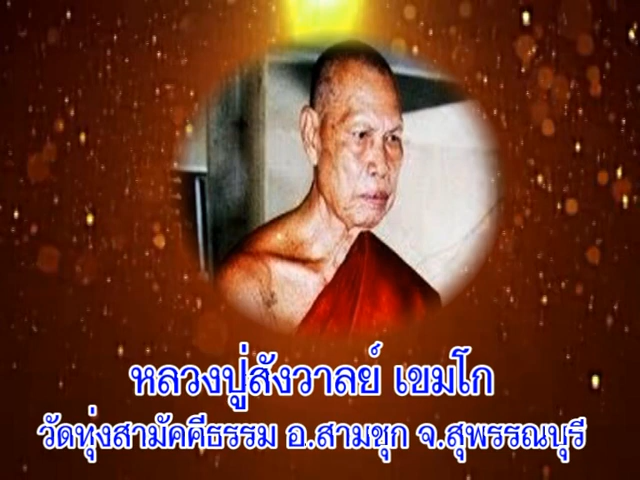 หลวงปู่สังวาลย์ เขมโก
วัดทุ่งสามัคคีธรรม อ.สามชุก จ.สุพรรณบุรี